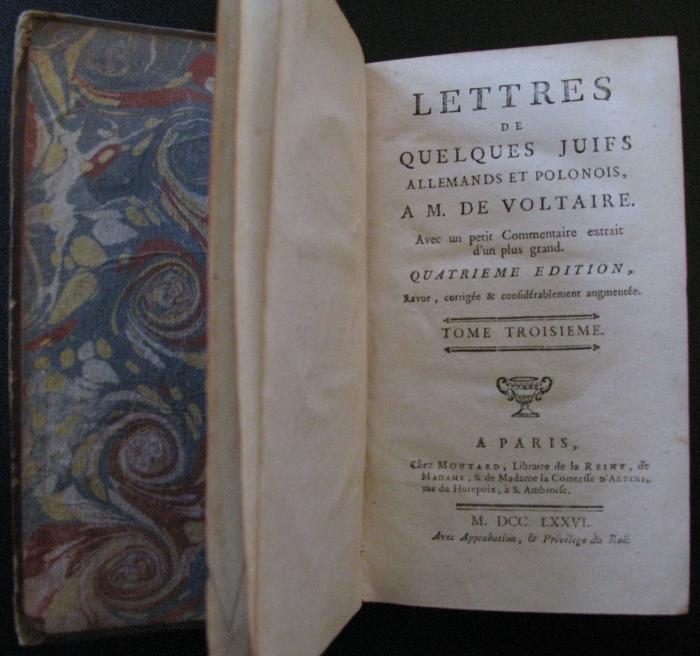 LETTRES
DE
QUELQUES JUIFS
ALLEMANDS ET POLONOIS,
A M. DE VOLTAIRE.
Avec un petit Commentaire extrait
d'un plus grand.
QUATRIEME EDITION,
Revue, corrigée & considérablement augmentée.
TOME TROISIEME.
A PARIS,
Chez MOUTARD, Libraire de la REINE, de
MADAME, & de Madame la Comtesse D'ARTOIS,
rue du Hurepoix, à S. Ambroise.
M. DCC. LXXVI.
Avec Approbation, & Privilege du Roi.